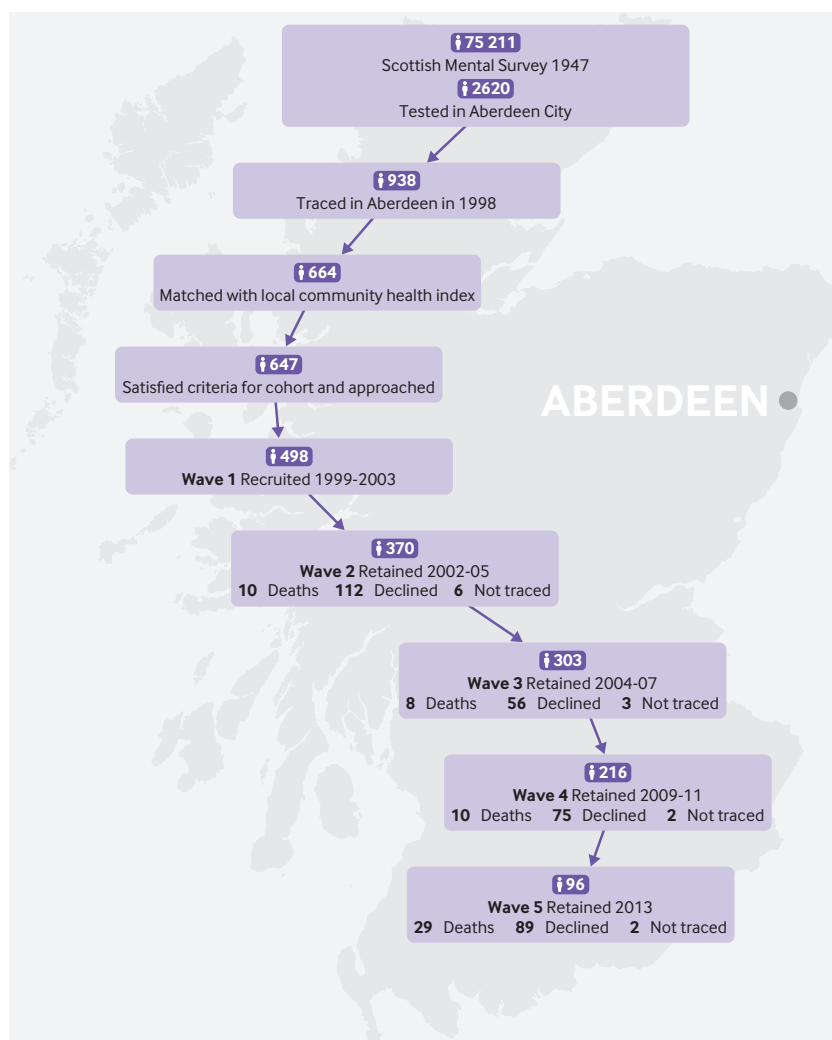 75 211
Scottish Mental Survey 1947
2620
Tested in Aberdeen City
938
Traced in Aberdeen in 1998
664
Matched with local community health index
647
Satisfied criteria for cohort and approached
ABERDEEN
498
Wave 1 Recruited 1999-2003
370
Wave 2 Retained 2002-05
10 Deaths 112 Declined 6 Not traced
303
Wave 3 Retained 2004-07
8 Deaths 56 Declined 3 Not traced
216
Wave 4 Retained 2009-11
10 Deaths 75 Declined 2 Not traced
96
Wave 5 Retained 2013
29 Deaths 89 Declined 2 Not traced